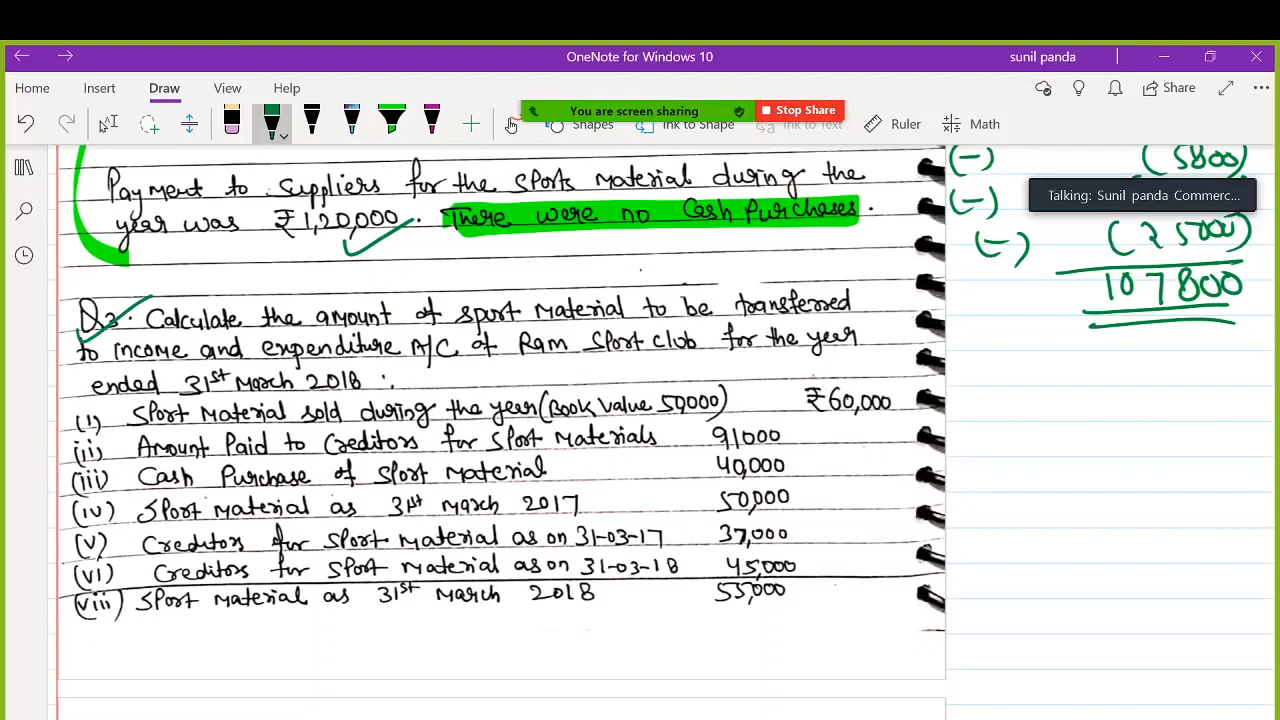 OneNote for Windows 10
sunil panda
Home Insert Draw View Help
You are screen sharing
Stop Share
Share
Shapes
Ink to Shape
Ink to Text
Ruler
Math
Payment to suppliers for the sports material during the
year was ₹1,20,000. There were no Cash Purchases.
Q3. Calculate the amount of sport material to be transferred
to income and expenditure A/C of Ram sport club for the year
ended 31st March 2018 :
(i) Sport material sold during the year (Book Value 50,000) ₹60,000
(ii) Amount Paid to Creditors for sport materials 91000
(iii) Cash Purchase of sport material 40,000
(iv) Sport material as 31st march 2017 50,000
(v) Creditors for sport material as on 31-03-17 37,000
(vi) Creditors for sport material as on 31-03-18 45,000
(viii) Sport material as 31st march 2018 55,000
(-) (5800)
Talking: Sunil panda Commerc...
(-)
(-) (25000)
107800